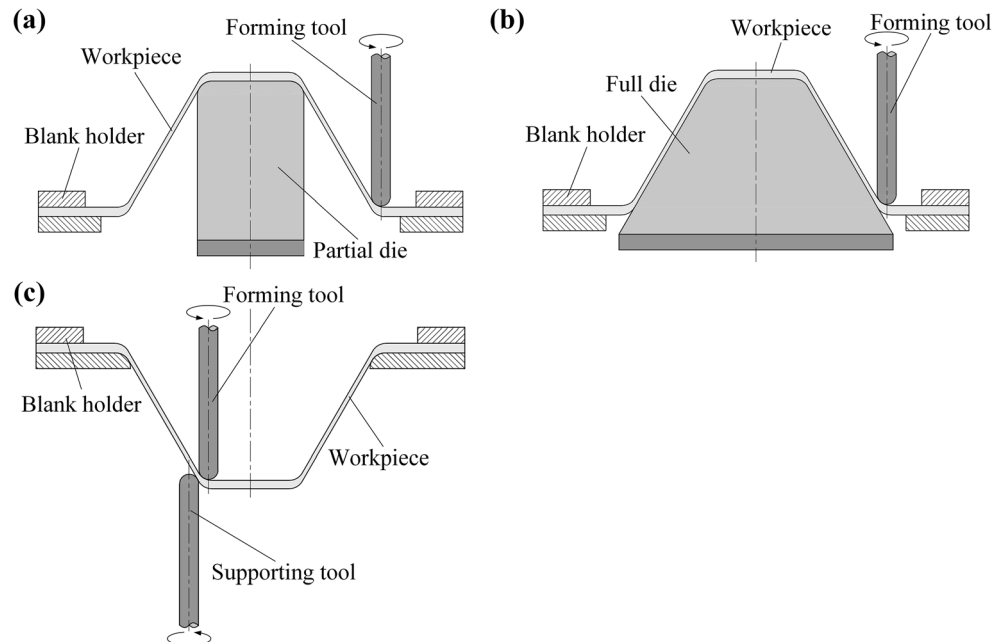 (a)
Forming tool
Workpiece
Blank holder
Partial die
(b)
Forming tool
Workpiece
Full die
Blank holder
(c)
Forming tool
Blank holder
Workpiece
Supporting tool